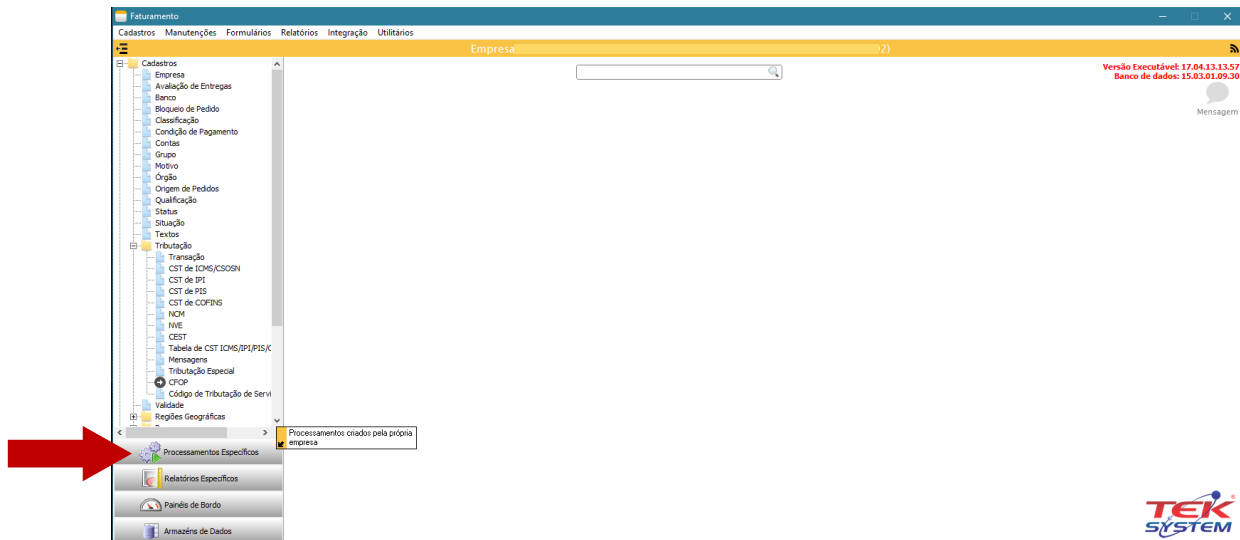 Faturamento
Cadastros Manutenções Formulários Relatórios Integração Utilitários
Empresa 02)
Versão Executável: 17.04.13.13.57
Banco de dados: 15.03.01.09.30
Mensagem
Cadastros
Empresa
Avaliação de Entregas
Banco
Bloqueio de Pedido
Classificação
Condição de Pagamento
Contas
Grupo
Motivo
Órgão
Origem de Pedidos
Qualificação
Status
Situação
Textos
Tributação
Transação
CST de ICMS/CSOSN
CST de IPI
CST de PIS
CST de COFINS
NCM
NVE
CEST
Tabela de CST ICMS/IPI/PIS/C
Mensagens
Tributação Especial
CFOP
Código de Tributação de Servi
Validade
Regiões Geográficas
Processamentos criados pela própria
empresa
Processamentos Específicos
Relatórios Específicos
Painéis de Bordo
Armazéns de Dados
TEK
SYSTEM